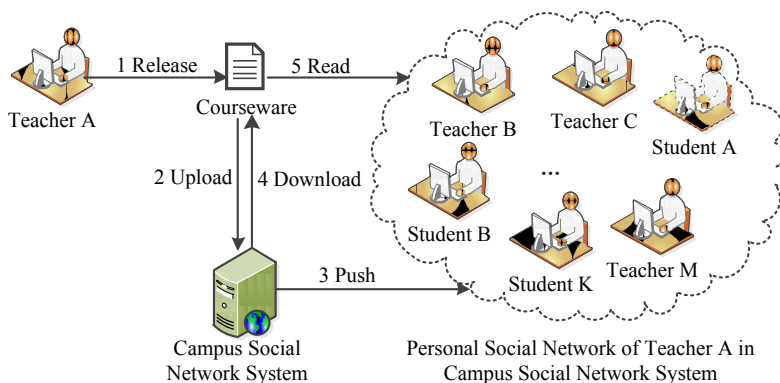 1 Release
5 Read
Teacher A
Courseware
Teacher B
Teacher C
Student A
2 Upload
4 Download
...
Student B
Student K
Teacher M
3 Push
Campus Social
Network System
Personal Social Network of Teacher A in
Campus Social Network System